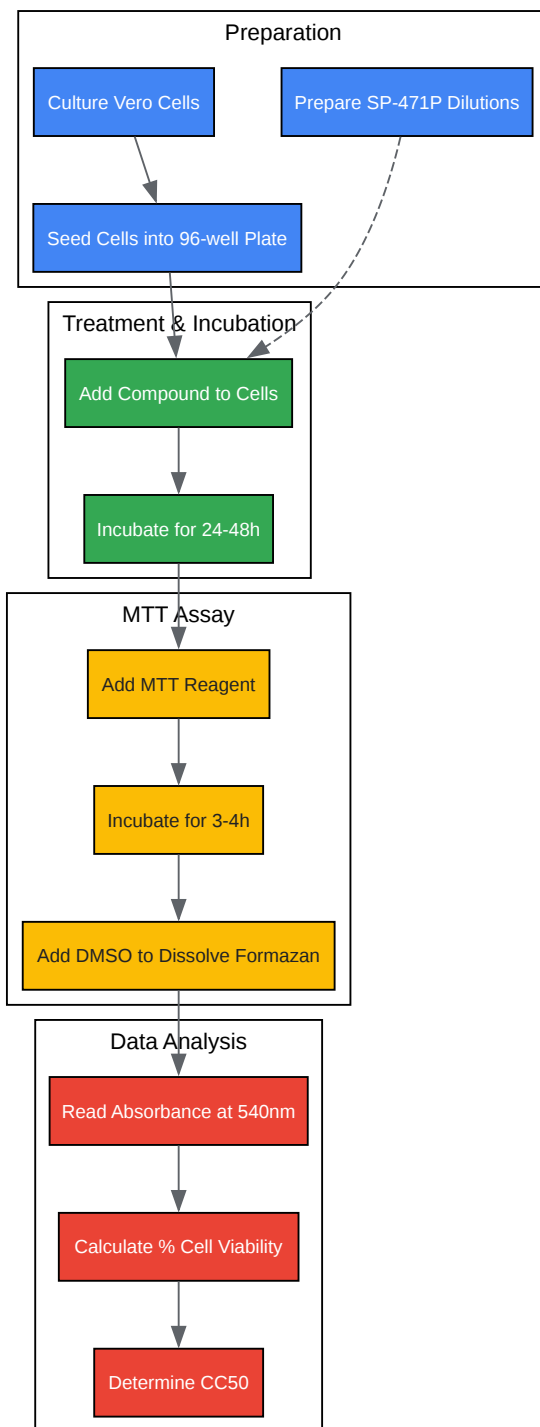 Preparation
Culture Vero Cells
Prepare SP-471P Dilutions
Seed Cells into 96-well Plate
Treatment & Incubation
Add Compound to Cells
Incubate for 24-48h
MTT Assay
Add MTT Reagent
Incubate for 3-4h
Add DMSO to Dissolve Formazan
Data Analysis
Read Absorbance at 540nm
Calculate % Cell Viability
Determine CC50